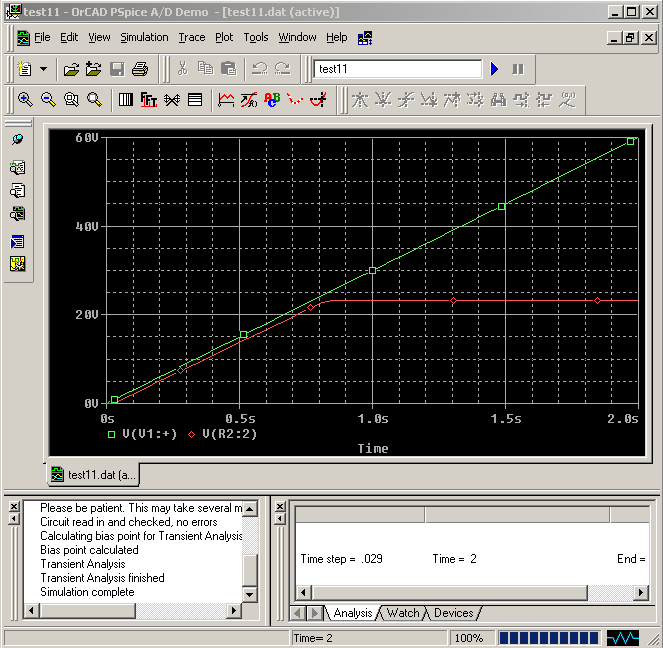 test11 - OrCAD PSpice A/D Demo - [test11.dat (active)]
File Edit View Simulation Trace Plot Tools Window Help
test11
FFT
ABC
60V
40V
20V
0V
0s 0.5s 1.0s 1.5s 2.0s
V(V1:+) V(R2:2)
Time
test11.dat (a...
Please be patient. This may take several m
Circuit read in and checked, no errors
Calculating bias point for Transient Analysis
Bias point calculated
Transient Analysis
Transient Analysis finished
Simulation complete
Time step = .029 Time = 2 End =
Analysis Watch Devices
Time= 2 100%